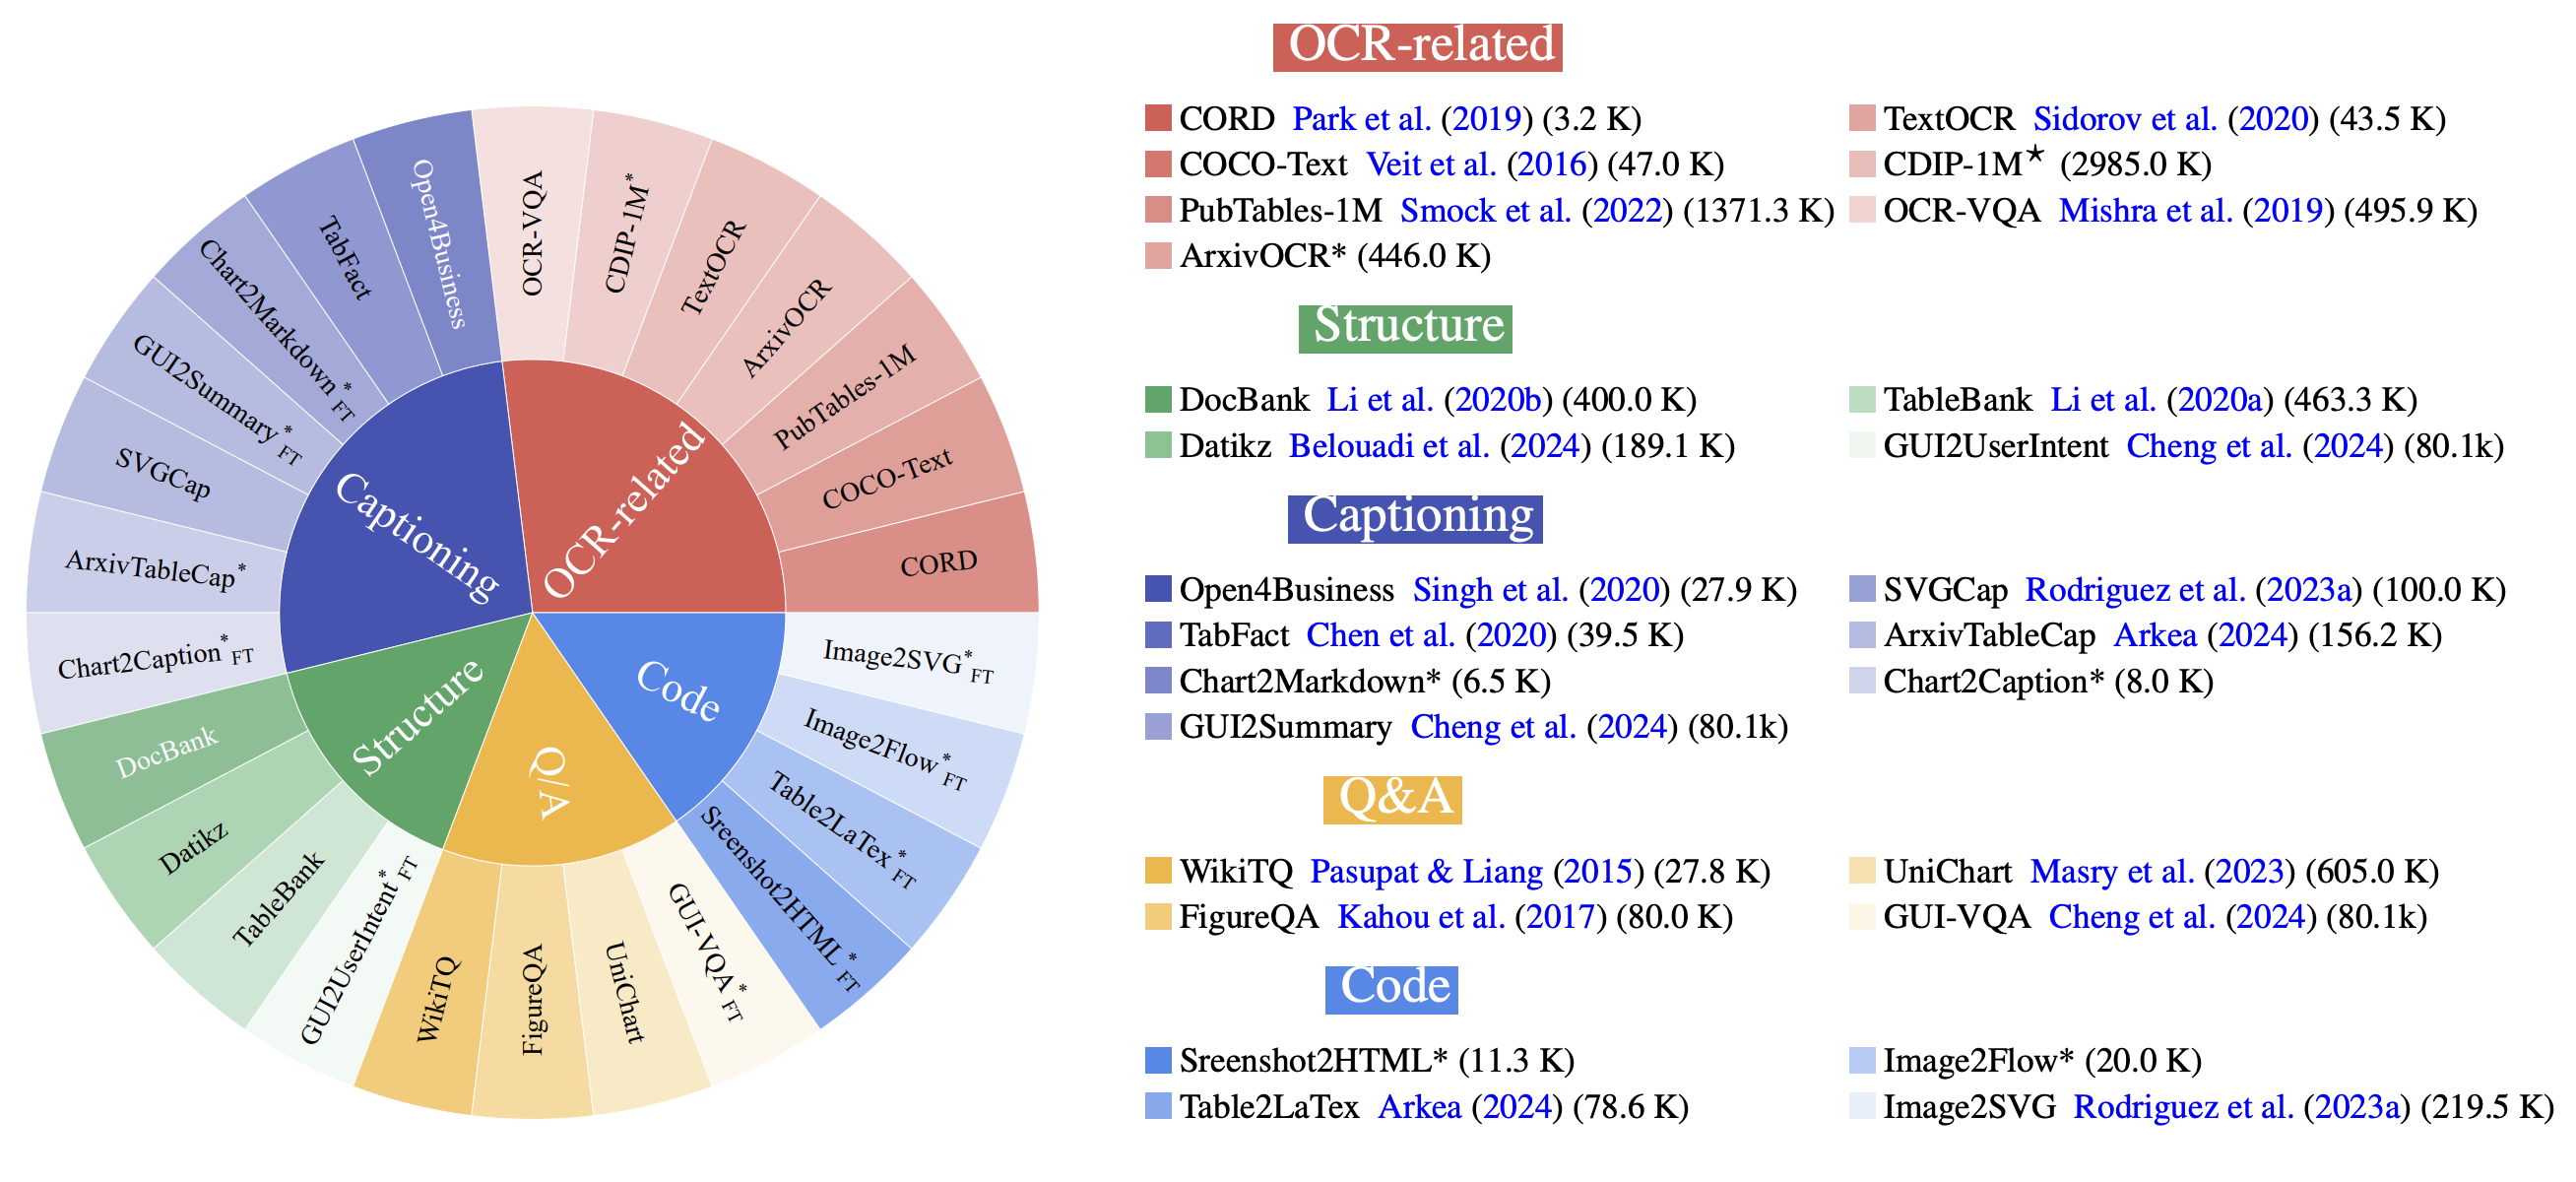 OCR-VQA
CDIP-1M*
TextOCR
ArxivOCR
PubTables-1M
COCO-Text
CORD
Image2SVG*FT
Image2Flow*FT
Table2LaTex*FT
Sreenshot2HTML*FT
GUI-VQA*FT
UniChart
FigureQA
WikiTQ
GUI2UserIntent*FT
TableBank
Datikz
DocBank
Chart2Caption*FT
ArxivTableCap*
SVGCap
GUI2Summary*FT
Chart2Markdown*FT
TabFact
Open4Business
OCR-related
Code
Q/A
Structure
Captioning
OCR-related
CORD Park et al. (2019) (3.2 K)
TextOCR Sidorov et al. (2020) (43.5 K)
COCO-Text Veit et al. (2016) (47.0 K)
CDIP-1M★ (2985.0 K)
PubTables-1M Smock et al. (2022) (1371.3 K)
OCR-VQA Mishra et al. (2019) (495.9 K)
ArxivOCR* (446.0 K)
Structure
DocBank Li et al. (2020b) (400.0 K)
TableBank Li et al. (2020a) (463.3 K)
Datikz Belouadi et al. (2024) (189.1 K)
GUI2UserIntent Cheng et al. (2024) (80.1k)
Captioning
Open4Business Singh et al. (2020) (27.9 K)
SVGCap Rodriguez et al. (2023a) (100.0 K)
TabFact Chen et al. (2020) (39.5 K)
ArxivTableCap Arkea (2024) (156.2 K)
Chart2Markdown* (6.5 K)
Chart2Caption* (8.0 K)
GUI2Summary Cheng et al. (2024) (80.1k)
Q&A
WikiTQ Pasupat & Liang (2015) (27.8 K)
UniChart Masry et al. (2023) (605.0 K)
FigureQA Kahou et al. (2017) (80.0 K)
GUI-VQA Cheng et al. (2024) (80.1k)
Code
Sreenshot2HTML* (11.3 K)
Image2Flow* (20.0 K)
Table2LaTex Arkea (2024) (78.6 K)
Image2SVG Rodriguez et al. (2023a) (219.5 K)